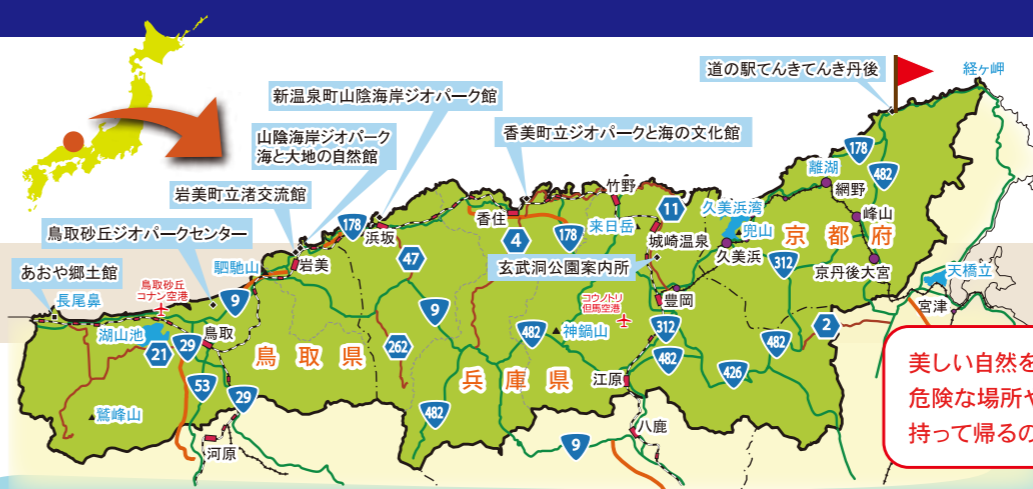 道の駅てんきてんき丹後
経ヶ岬
新温泉町山陰海岸ジオパーク館
山陰海岸ジオパーク
海と大地の自然館
香美町立ジオパークと海の文化館
岩美町立渚交流館
鳥取砂丘ジオパークセンター
あおや郷土館
178
482
離湖
網野
竹野
11
久美浜湾
峰山
香住
178
浜坂
4
178
来日岳
城崎温泉
兜山
京都府
久美浜
312
京丹後大宮
47
玄武洞公園案内所
岩美
駟馳山
長尾鼻
鳥取砂丘
コナン空港
9
天橋立
宮津
豊岡
コウノトリ
但馬空港
9
湖山池
21
29
鳥取
262
482
神鍋山
312
482
482
2
鳥取県
兵庫県
江原
426
53
29
482
鷲峰山
八鹿
9
河原
美しい自然を
危険な場所や
持って帰るの